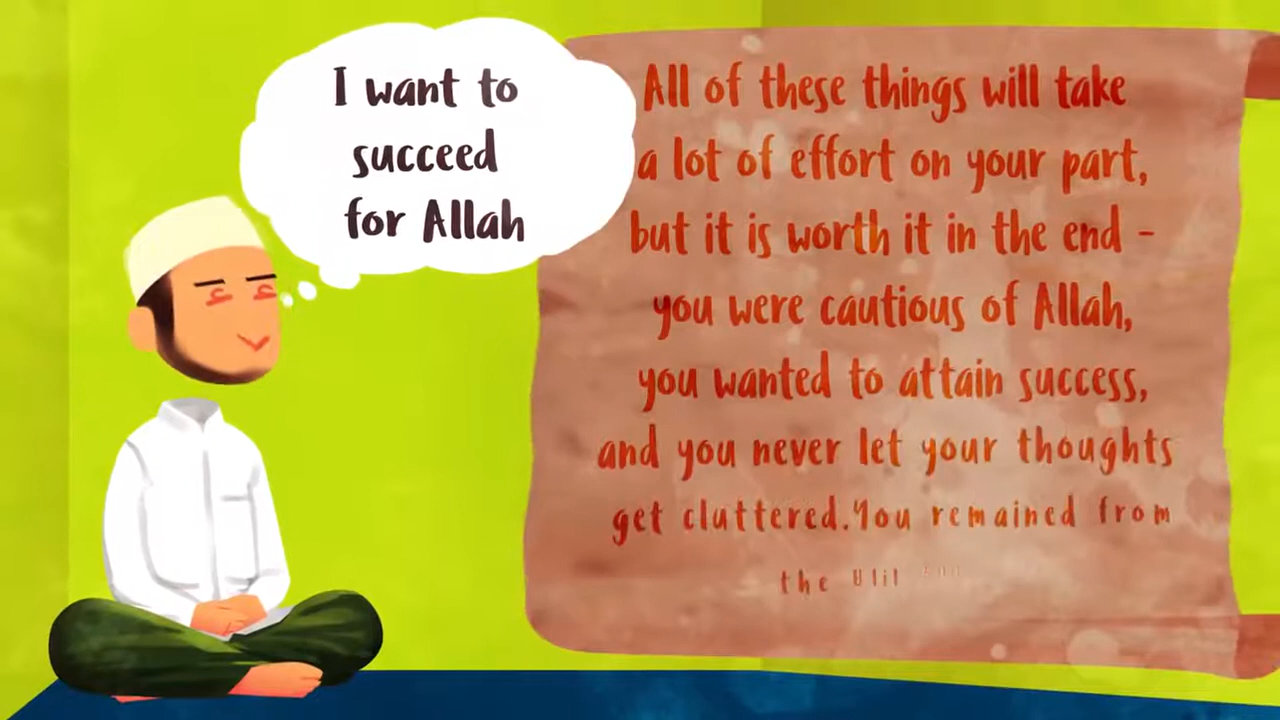 I want to
succeed
for Allah
All of these things will take
a lot of effort on your part,
but it is worth it in the end -
you were cautious of Allah,
you wanted to attain success,
and you never let your thoughts
get cluttered.You remained from
the Ulil